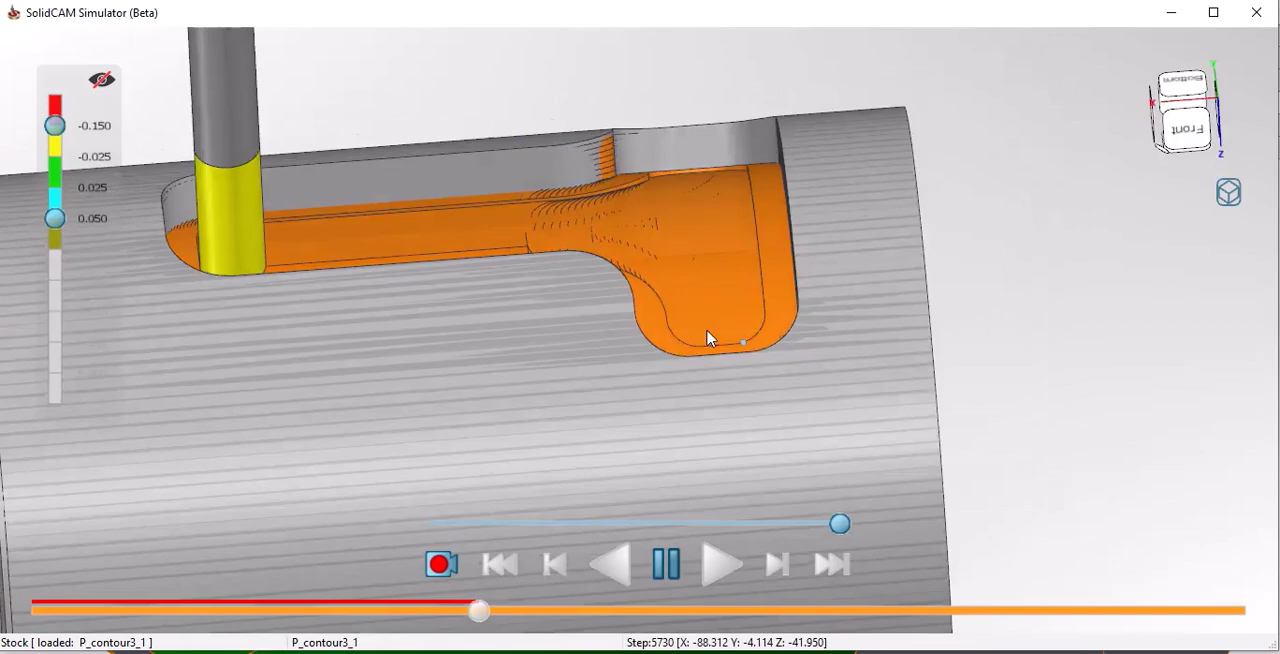 SolidCAM Simulator (Beta)
-0.150
-0.025
0.025
0.050
Bottom
Front
Y
X
Z
Stock [ loaded: P_contour3_1 ]
P_contour3_1
Step:5730 [X: -88.312 Y: -4.114 Z: -41.950]